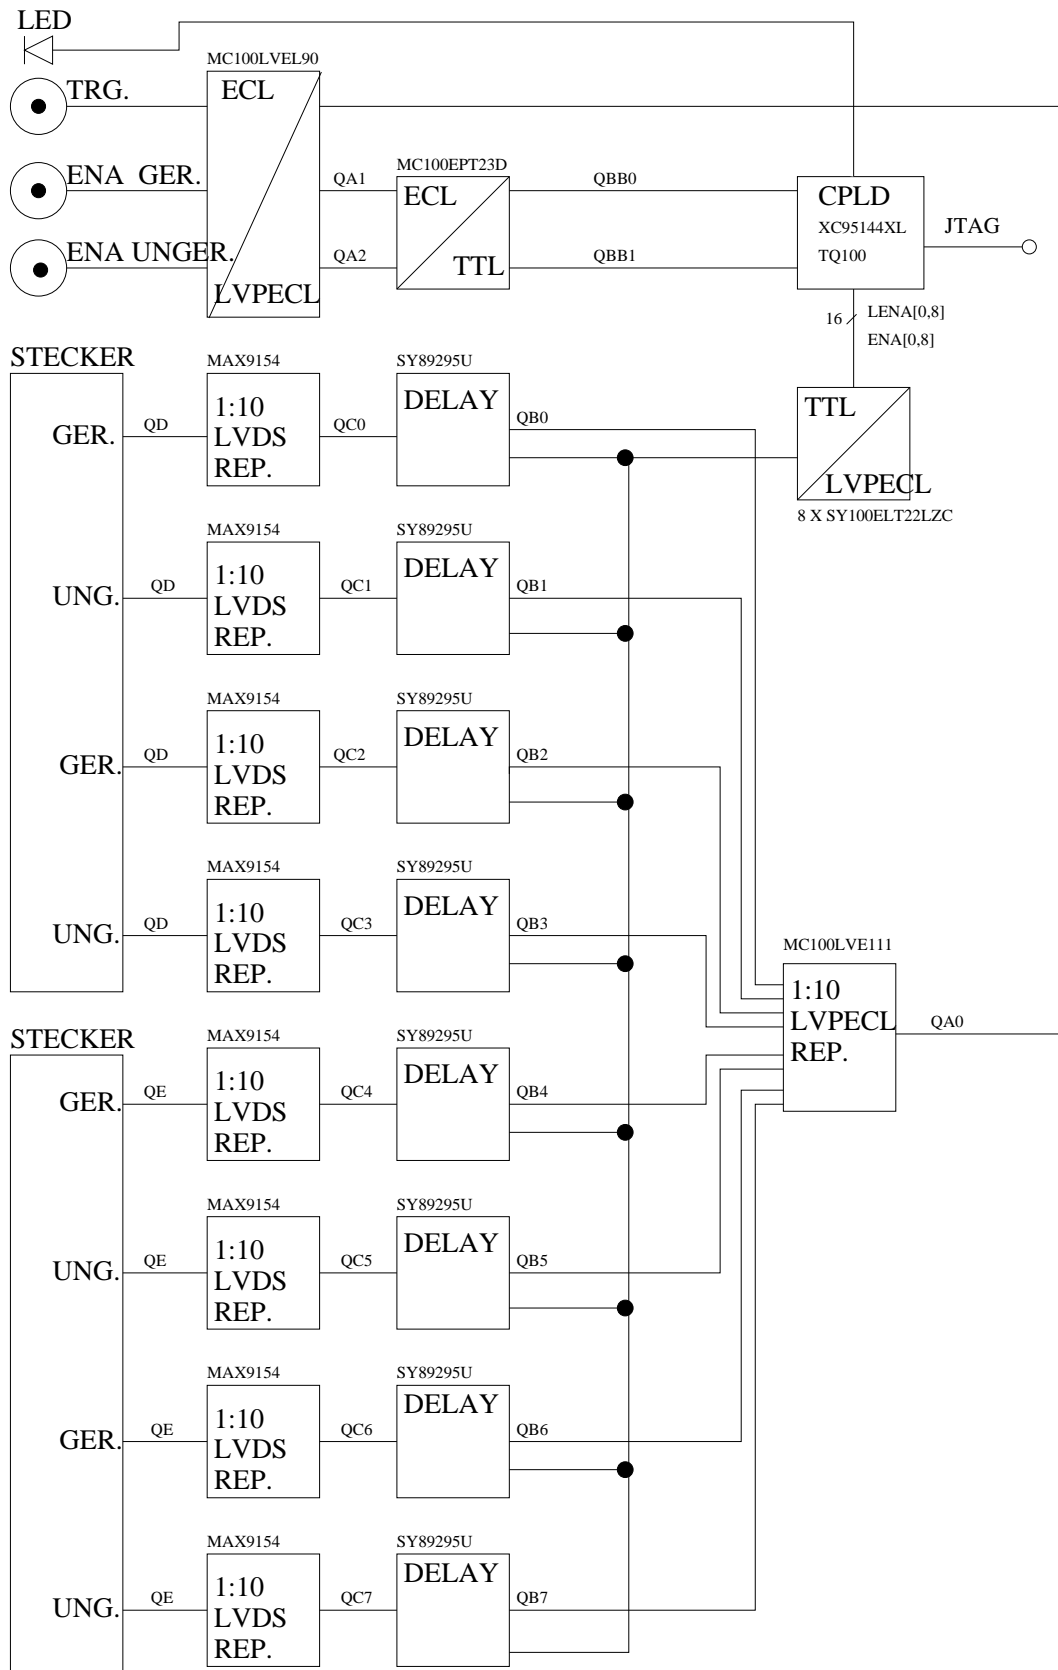 LED
MC100LVEL90
TRG.
ECL
ENA GER.
QA1
MC100EPT23D
ECL
QBB0
CPLD
XC95144XL
TQ100
JTAG
ENA UNGER.
QA2
TTL
QBB1
LVPECL
16
LENA[0,8]
ENA[0,8]
STECKER
MAX9154
SY89295U
GER.
QD
1:10
LVDS
REP.
QC0
DELAY
QB0
TTL
LVPECL
8 X SY100ELT22LZC
MAX9154
SY89295U
UNG.
QD
1:10
LVDS
REP.
QC1
DELAY
QB1
MAX9154
SY89295U
GER.
QD
1:10
LVDS
REP.
QC2
DELAY
QB2
MAX9154
SY89295U
UNG.
QD
1:10
LVDS
REP.
QC3
DELAY
QB3
MC100LVE111
1:10
LVPECL
REP.
QA0
STECKER
MAX9154
SY89295U
GER.
QE
1:10
LVDS
REP.
QC4
DELAY
QB4
MAX9154
SY89295U
UNG.
QE
1:10
LVDS
REP.
QC5
DELAY
QB5
MAX9154
SY89295U
GER.
QE
1:10
LVDS
REP.
QC6
DELAY
QB6
MAX9154
SY89295U
UNG.
QE
1:10
LVDS
REP.
QC7
DELAY
QB7